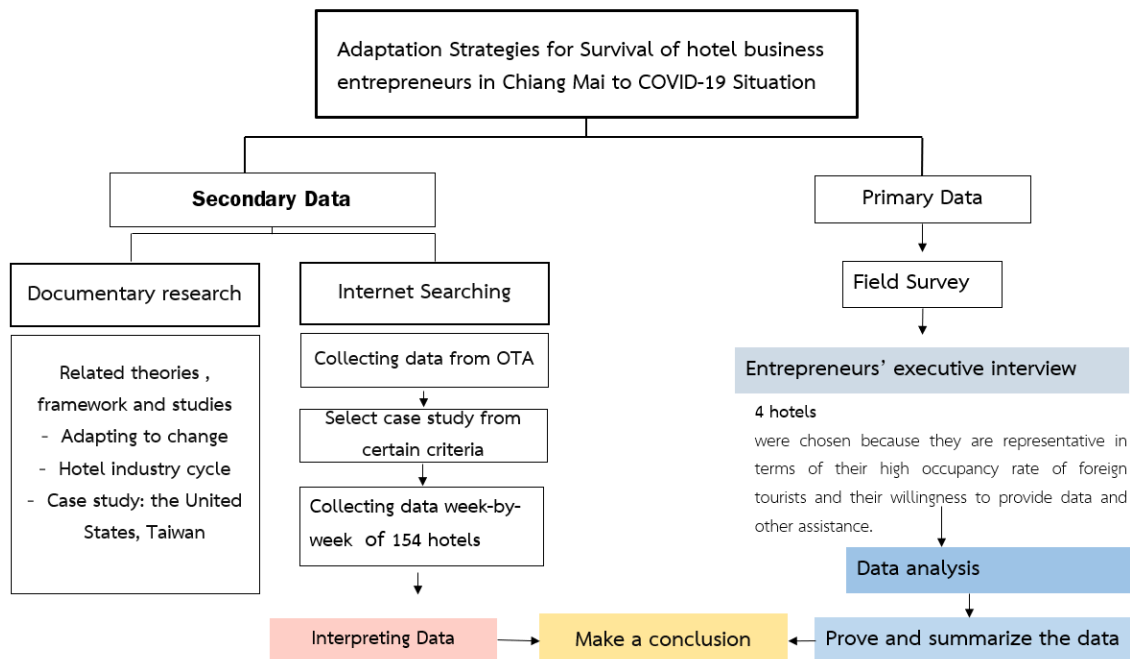 Adaptation Strategies for Survival of hotel business
entrepreneurs in Chiang Mai to COVID-19 Situation
Secondary Data
Primary Data
Documentary research
Internet Searching
Field Survey
Related theories ,
framework and studies
- Adapting to change
- Hotel industry cycle
- Case study: the United
States, Taiwan
Collecting data from OTA
Select case study from
certain criteria
Collecting data week-by-
week of 154 hotels
Entrepreneurs’ executive interview
4 hotels
were chosen because they are representative in
terms of their high occupancy rate of foreign
tourists and their willingness to provide data and
other assistance.
Data analysis
Interpreting Data
Make a conclusion
Prove and summarize the data